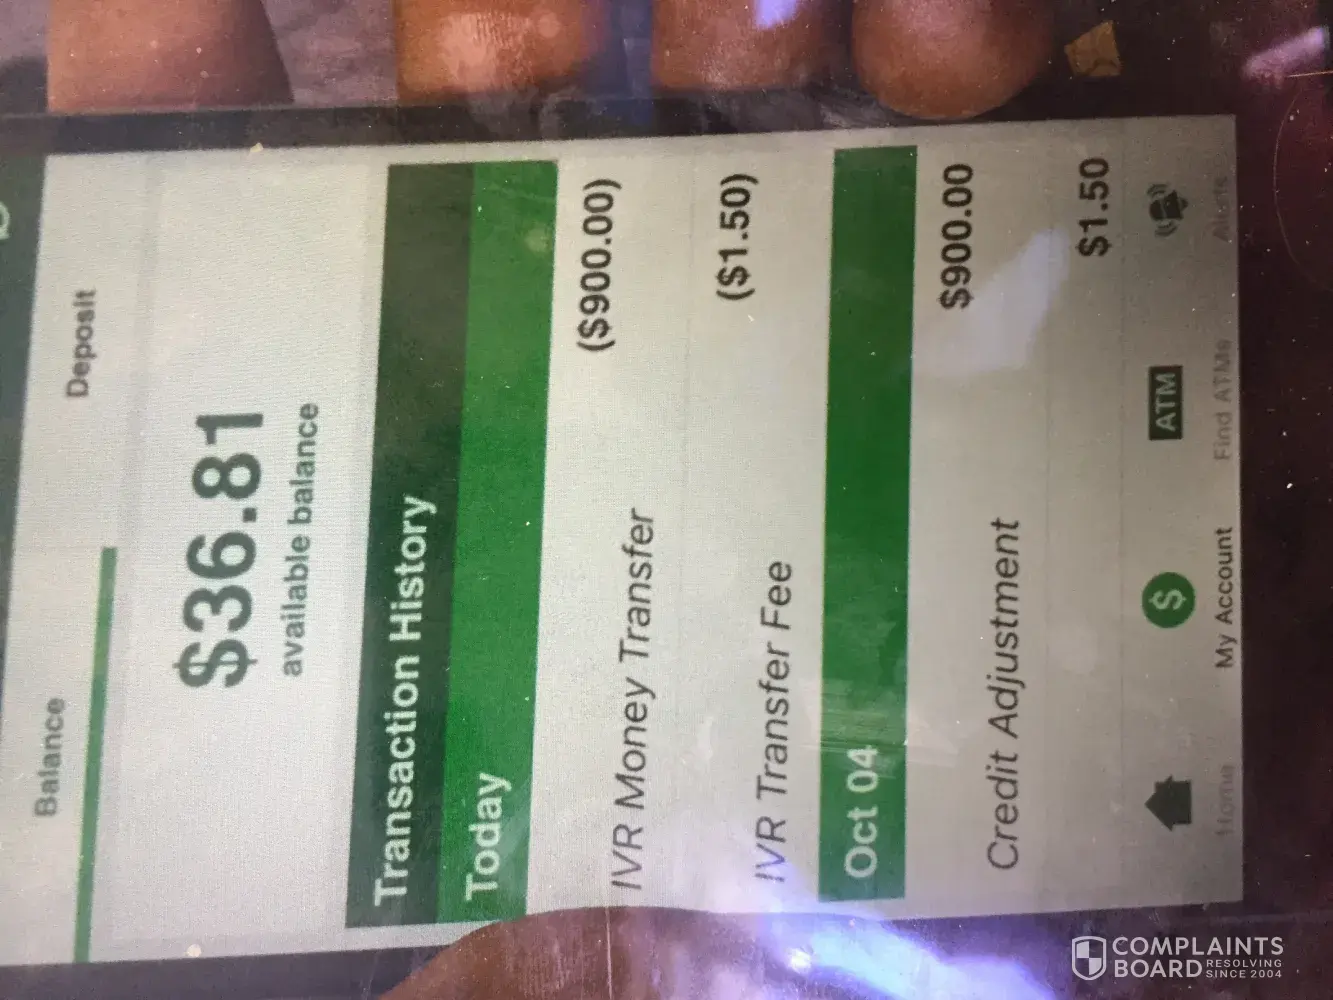 Balance Deposit
$36.81
available balance
Transaction History
Today
($900.00)
IVR Money Transfer
($1.50)
IVR Transfer Fee
Oct 04
$900.00
Credit Adjustment
$1.50
ATM
$
Home My Account Find ATMs Alerts
COMPLAINTS
BOARD RESOLVING
SINCE 2004